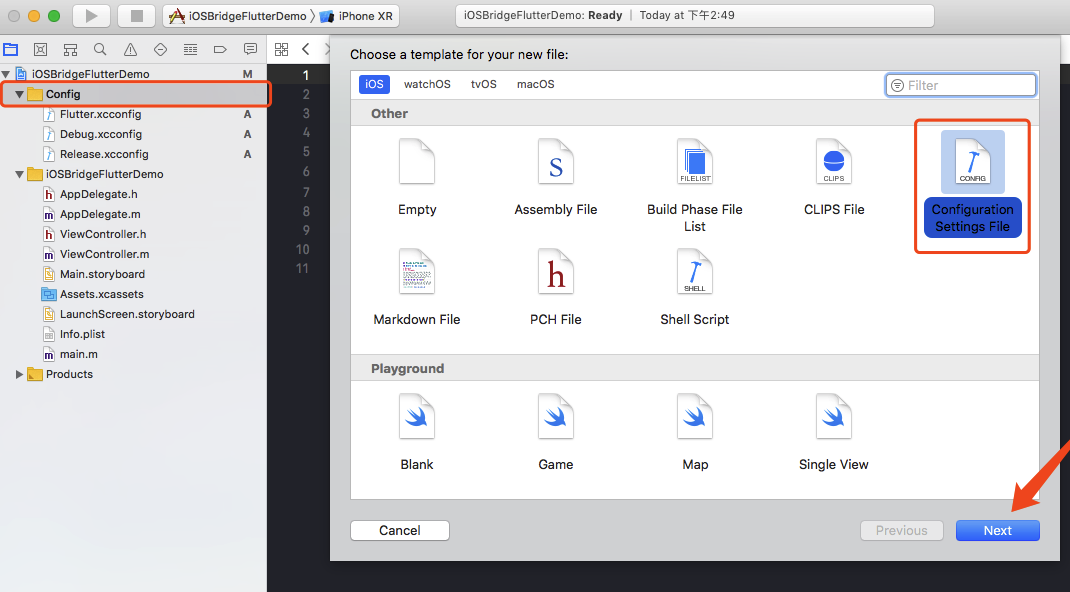 iOSBridgeFlutterDemo
iPhone XR
iOSBridgeFlutterDemo: Ready | Today at 下午2:49
iOSBridgeFlutterDemo M
Config
Flutter.xcconfig A
Debug.xcconfig A
Release.xcconfig A
iOSBridgeFlutterDemo
h AppDelegate.h
m AppDelegate.m
h ViewController.h
m ViewController.m
Main.storyboard
Assets.xcassets
LaunchScreen.storyboard
Info.plist
m main.m
Products
1
2
3
4
5
6
7
8
9
10
11
Choose a template for your new file:
iOS watchOS tvOS macOS
Filter
Other
S
FILELIST
CLIPS
CONFIG
Empty
Assembly File
Build Phase File
List
CLIPS File
Configuration
Settings File
h
SHELL
Markdown File
PCH File
Shell Script
Playground
Blank
Game
Map
Single View
Cancel
Previous
Next